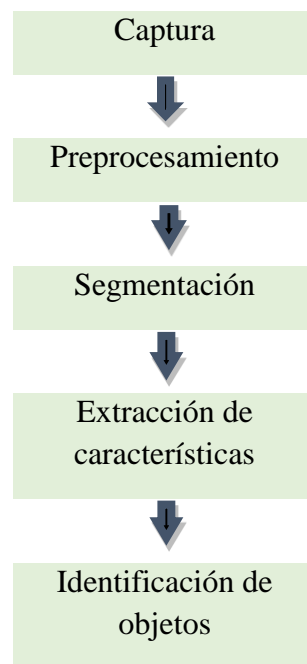 Captura
Preprocesamiento
Segmentación
Extracción de
características
Identificación de
objetos